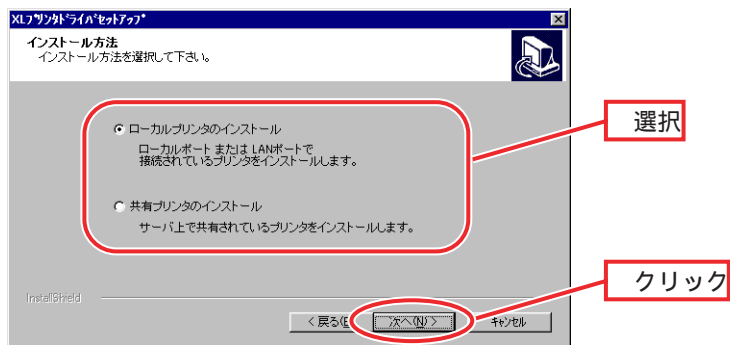 XLプリンタドライバセットアップ
インストール方法
インストール方法を選択して下さい。
ローカルプリンタのインストール
ローカルポート または LANポートで
接続されているプリンタをインストールします。
選択
共有プリンタのインストール
サーバ上で共有されているプリンタをインストールします。
クリック
InstallShield
< 戻る(B
次へ(N) >
キャンセル